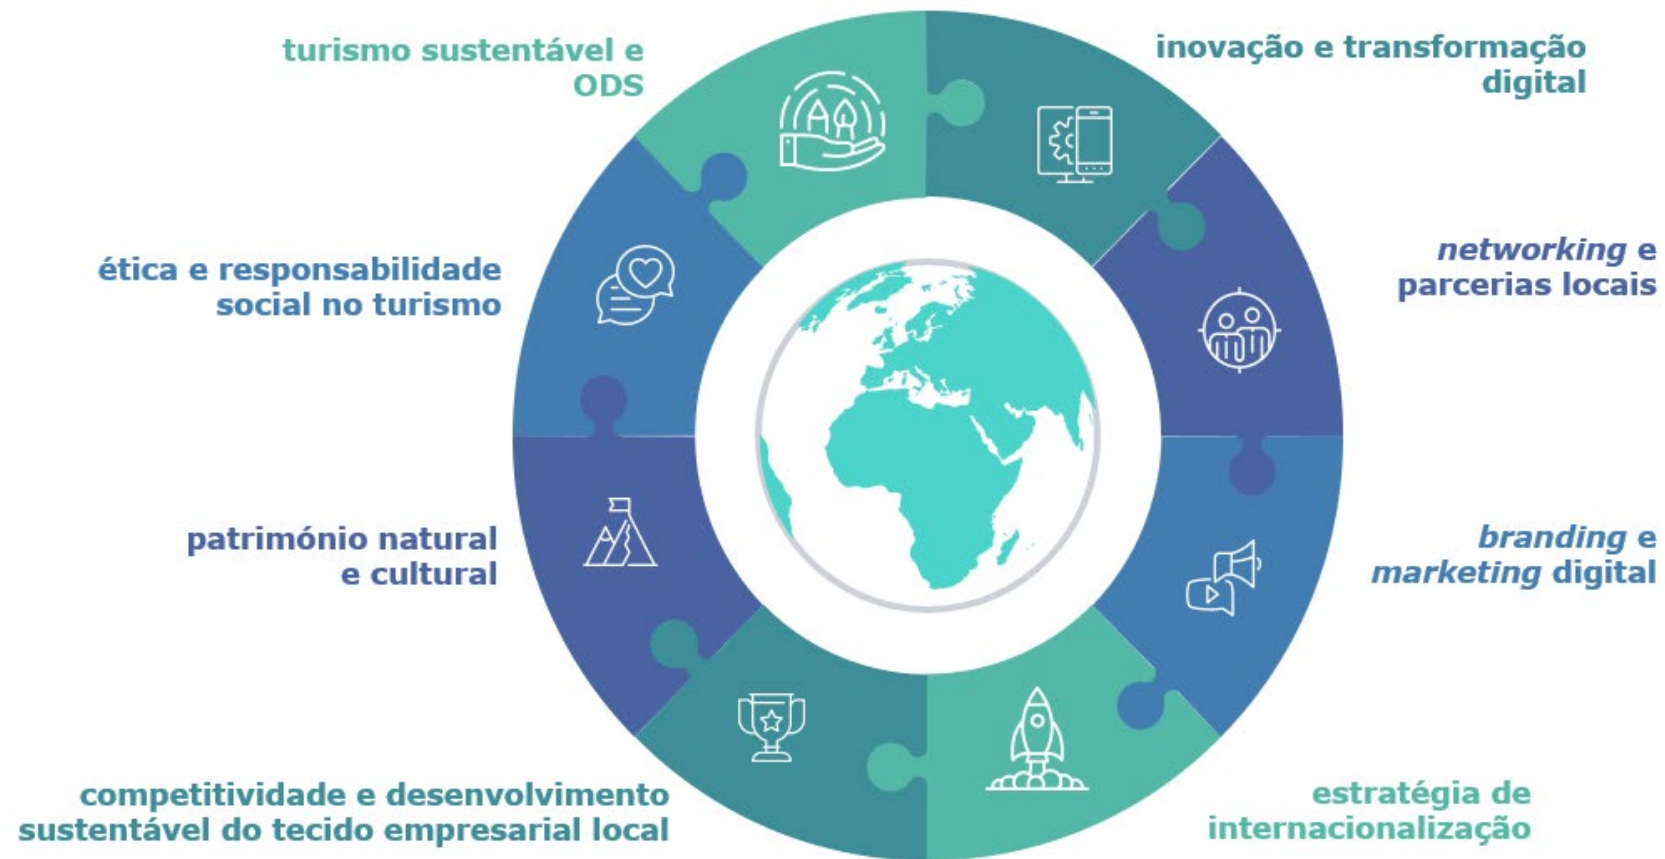 turismo sustentável e
ODS
inovação e transformação
digital
ética e responsabilidade
social no turismo
networking e
parcerias locais
património natural
e cultural
branding e
marketing digital
competitividade e desenvolvimento
sustentável do tecido empresarial local
estratégia de
internacionalização